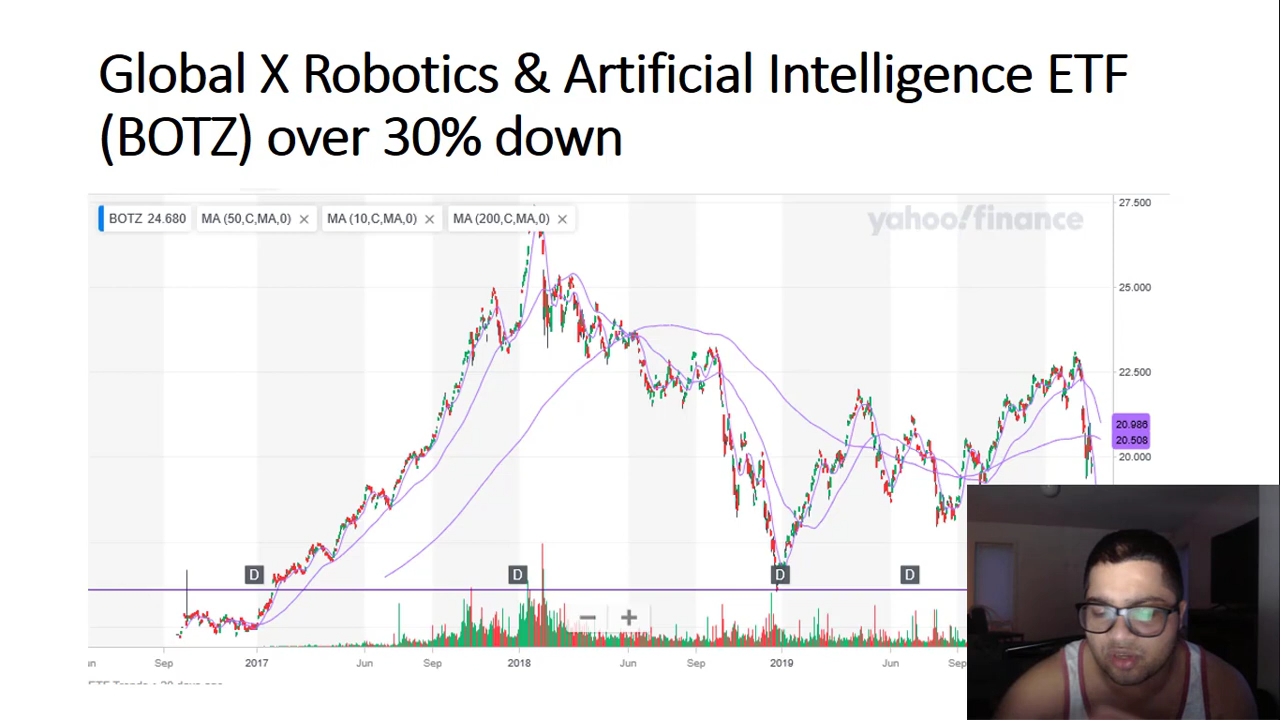 Global X Robotics & Artificial Intelligence ETF
(BOTZ) over 30% down
BOTZ 24.680 MA (50,C,MA,0) × MA (10,C,MA,0) × MA (200,C,MA,0) ×
yahoo!finance
27.500
25.000
22.500
20.986
20.508
20.000
D D D D
Sep 2017 Jun Sep 2018 Jun Sep 2019 Jun Sep